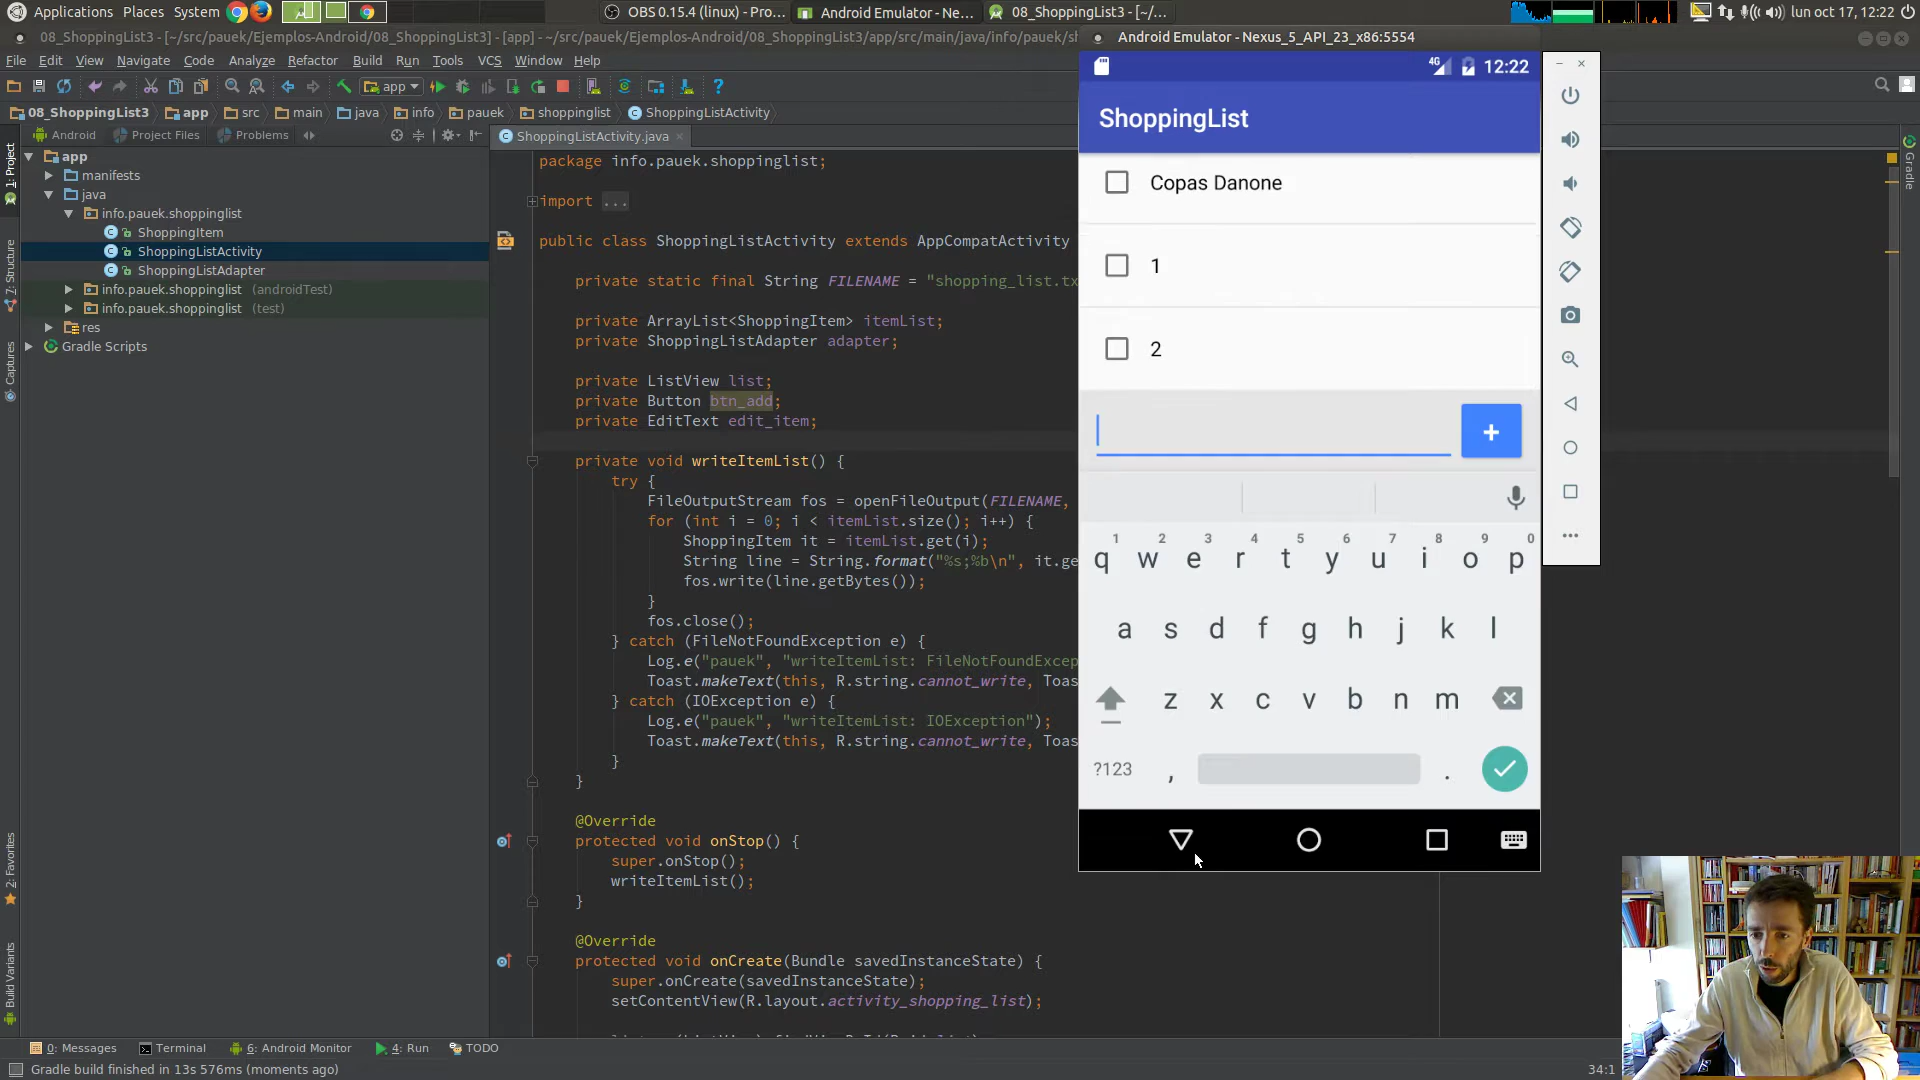 Applications Places System
OBS 0.15.4 (linux) - Pro...
Android Emulator - Ne...
08_ShoppingList3 - [~/...
lun oct 17, 12:22
08_ShoppingList3 - [~/src/pauek/Ejemplos-Android/08_ShoppingList3] - [app] - ~/src/pauek/Ejemplos-Android/08_ShoppingList3/app/src/main/java/info/pauek/sh
File Edit View Navigate Code Analyze Refactor Build Run Tools VCS Window Help
app
08_ShoppingList3 app src main java info pauek shoppinglist ShoppingListActivity
Android Project Files Problems
ShoppingListActivity.java
1: Project
7: Structure
Captures
2: Favorites
Build Variants
Gradle
app
manifests
java
info.pauek.shoppinglist
ShoppingItem
ShoppingListActivity
ShoppingListAdapter
info.pauek.shoppinglist (androidTest)
info.pauek.shoppinglist (test)
res
Gradle Scripts
package info.pauek.shoppinglist;
import ...
public class ShoppingListActivity extends AppCompatActivity
private static final String FILENAME = "shopping_list.tx
private ArrayList<ShoppingItem> itemList;
private ShoppingListAdapter adapter;
private ListView list;
private Button btn_add;
private EditText edit_item;
private void writeItemList() {
try {
FileOutputStream fos = openFileOutput(FILENAME,
for (int i = 0; i < itemList.size(); i++) {
ShoppingItem it = itemList.get(i);
String line = String.format("%s;%b\n", it.ge
fos.write(line.getBytes());
}
fos.close();
} catch (FileNotFoundException e) {
Log.e("pauek", "writeItemList: FileNotFoundExcep
Toast.makeText(this, R.string.cannot_write, Toas
} catch (IOException e) {
Log.e("pauek", "writeItemList: IOException");
Toast.makeText(this, R.string.cannot_write, Toas
}
}
@Override
protected void onStop() {
super.onStop();
writeItemList();
}
@Override
protected void onCreate(Bundle savedInstanceState) {
super.onCreate(savedInstanceState);
setContentView(R.layout.activity_shopping_list);
Android Emulator - Nexus_5_API_23_x86:5554
4G 12:22
ShoppingList
Copas Danone
1
2
+
1 2 3 4 5 6 7 8 9 0
q w e r t y u i o p
a s d f g h j k l
z x c v b n m
?123 , .
0: Messages Terminal 6: Android Monitor 4: Run TODO
Gradle build finished in 13s 576ms (moments ago)
34:1